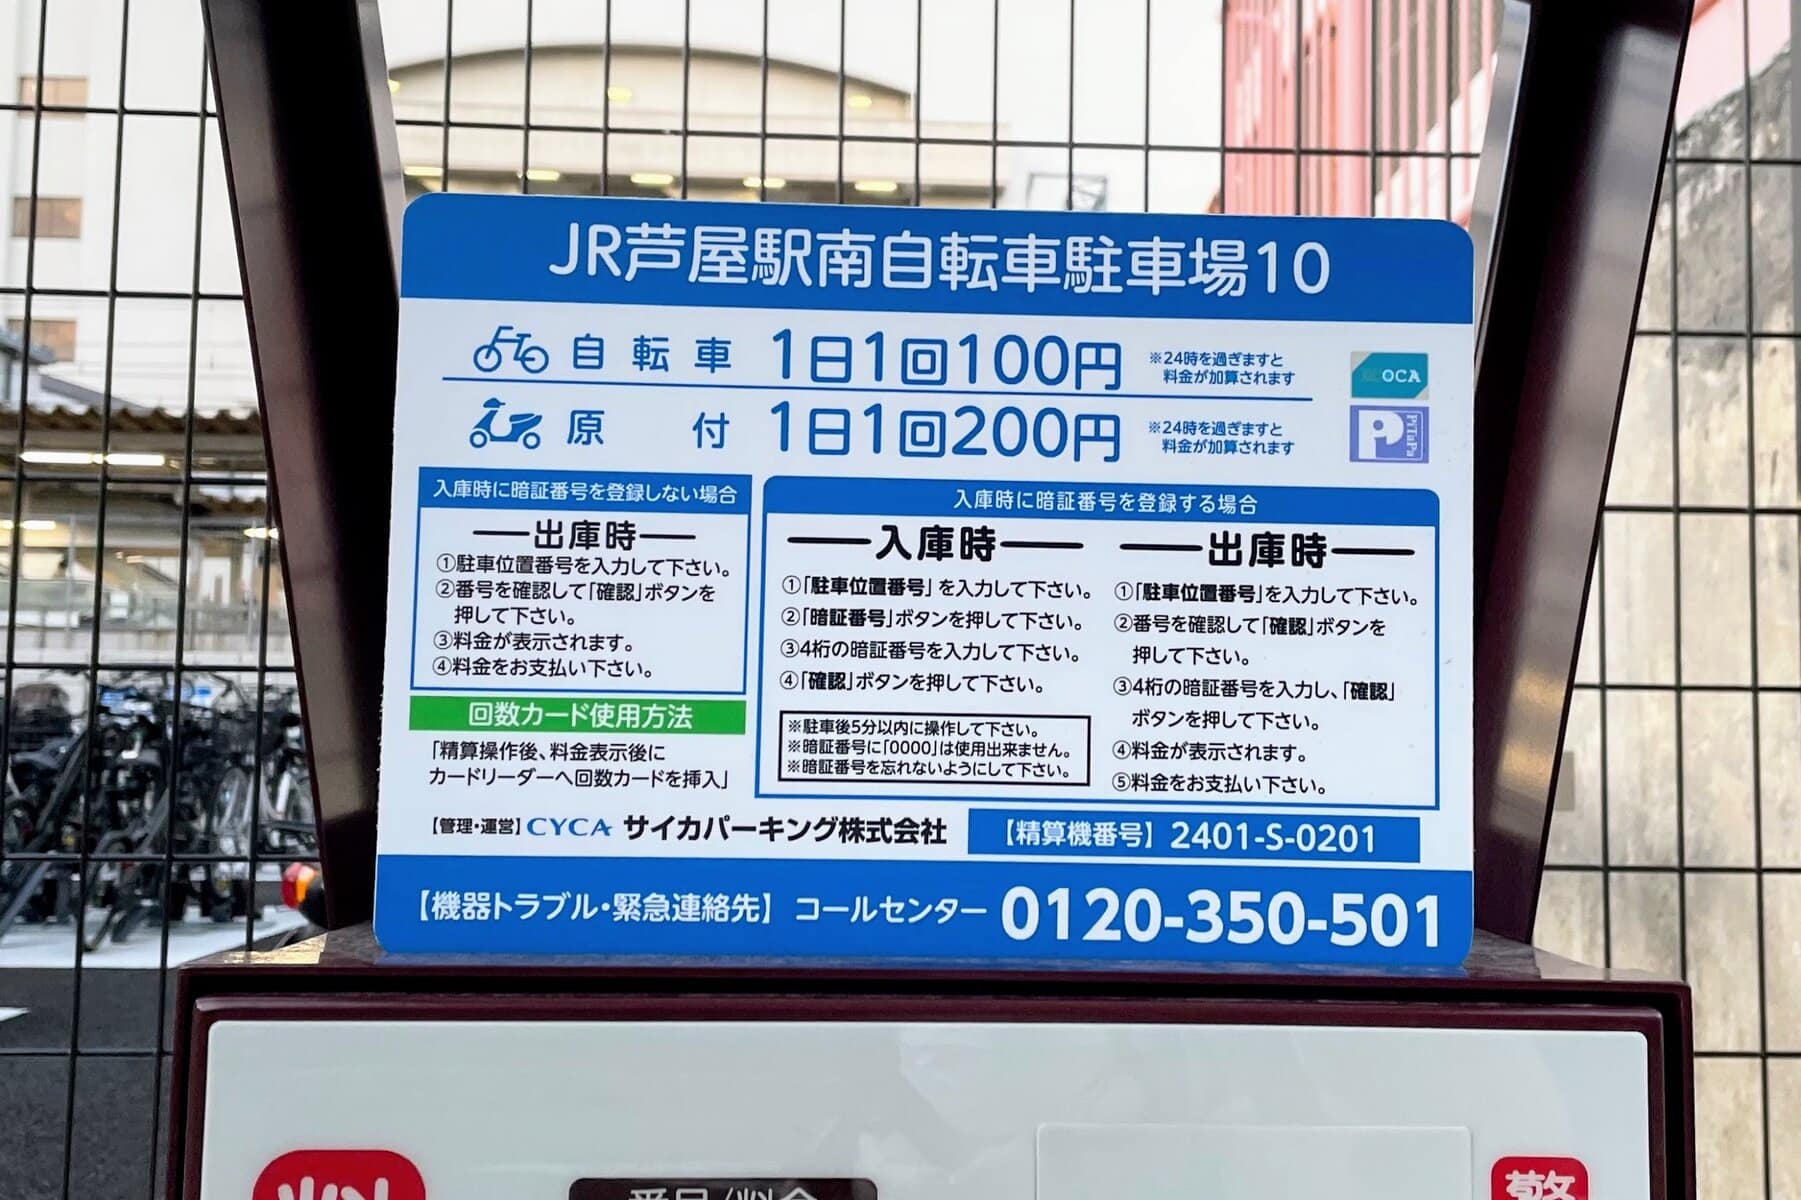 JR芦屋駅南自転車駐車場10
自転車 1日1回100円 ※24時を過ぎますと
料金が加算されます
OCA
原付 1日1回200円 ※24時を過ぎますと
料金が加算されます
PiTaPa
入庫時に暗証番号を登録しない場合
出庫時
①駐車位置番号を入力して下さい。
②番号を確認して「確認」ボタンを
押して下さい。
③料金が表示されます。
④料金をお支払い下さい。
回数カード使用方法
「精算操作後、料金表示後に
カードリーダーへ回数カードを挿入」
入庫時に暗証番号を登録する場合
入庫時
①「駐車位置番号」を入力して下さい。
②「暗証番号」ボタンを押して下さい。
③4桁の暗証番号を入力して下さい。
④「確認」ボタンを押して下さい。
※駐車後5分以内に操作して下さい。
※暗証番号に「0000」は使用出来ません。
※暗証番号を忘れないようにして下さい。
出庫時
①「駐車位置番号」を入力して下さい。
②番号を確認して「確認」ボタンを
押して下さい。
③4桁の暗証番号を入力し、「確認」
ボタンを押して下さい。
④料金が表示されます。
⑤料金をお支払い下さい。
【管理・運営】CYCA サイカパーキング株式会社
【精算機番号】2401-S-0201
【機器トラブル・緊急連絡先】 コールセンター 0120-350-501